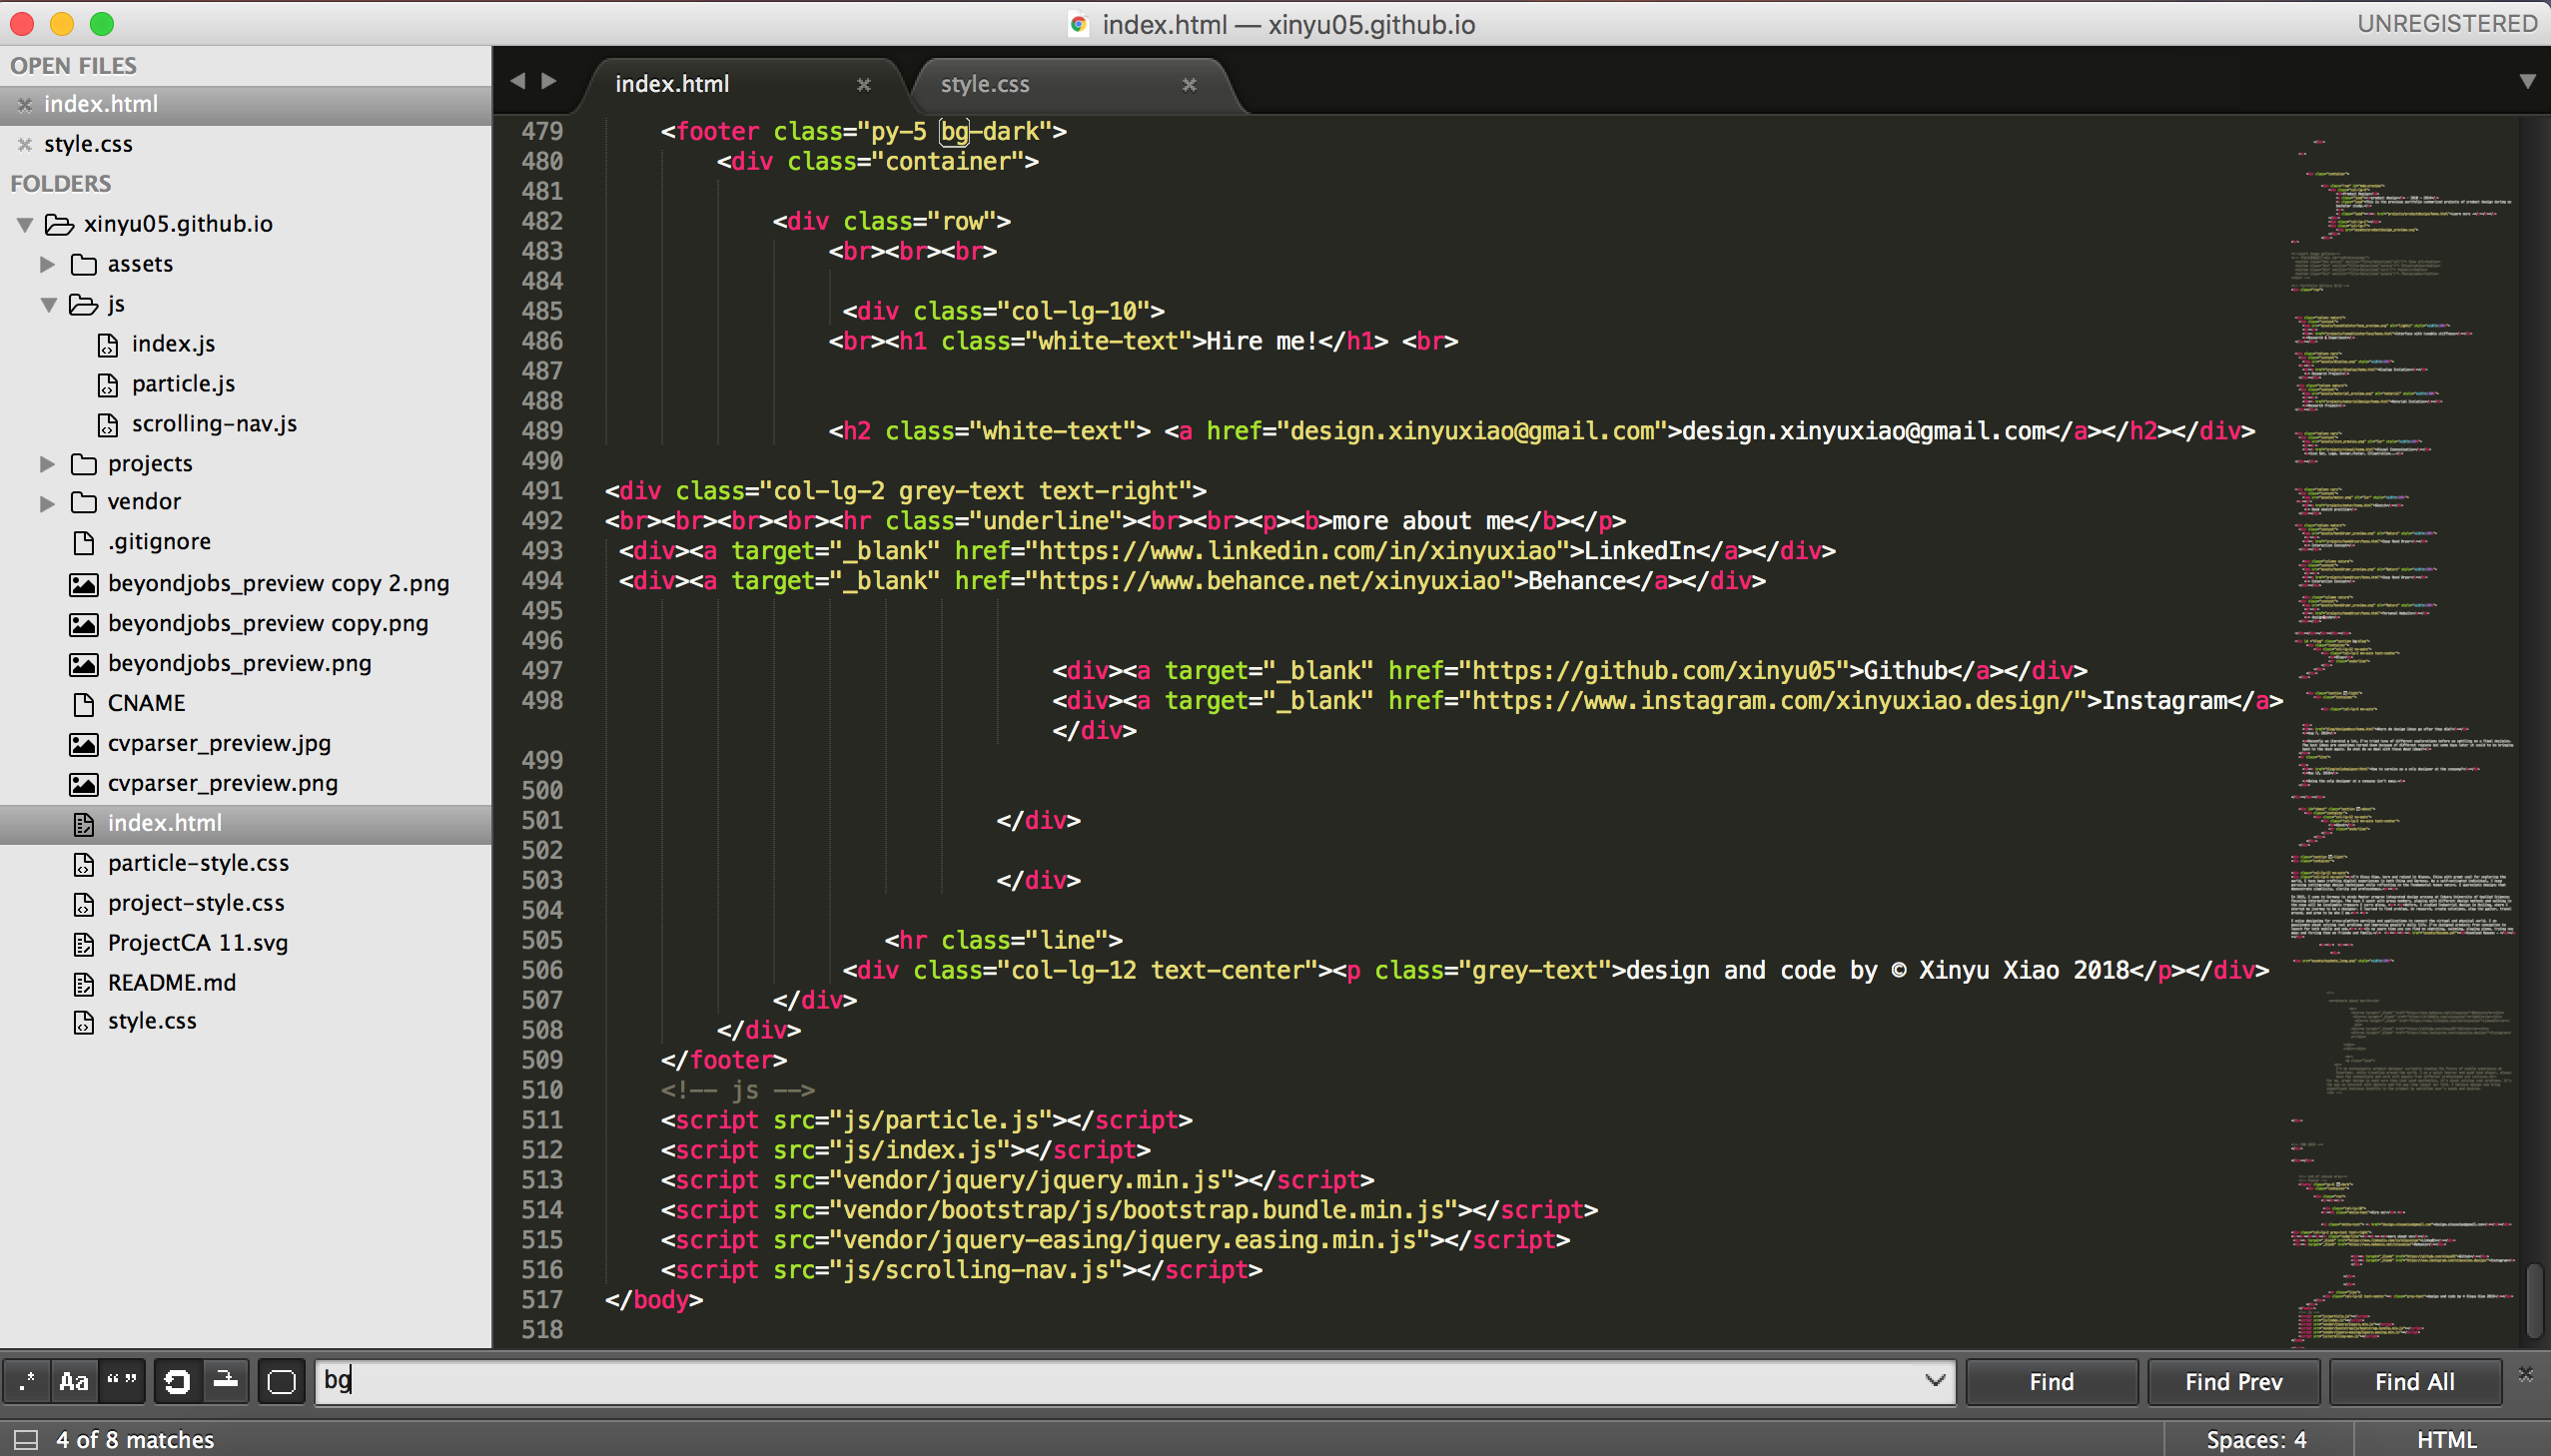 index.html — xinyu05.github.io
UNREGISTERED
OPEN FILES
index.html
style.css
FOLDERS
xinyu05.github.io
assets
js
index.js
particle.js
scrolling-nav.js
projects
vendor
.gitignore
beyondjobs_preview copy 2.png
beyondjobs_preview copy.png
beyondjobs_preview.png
CNAME
cvparser_preview.jpg
cvparser_preview.png
index.html
particle-style.css
project-style.css
ProjectCA 11.svg
README.md
style.css
index.html
style.css
479 <footer class="py-5 bg-dark">
480 <div class="container">
481
482 <div class="row">
483 <br><br><br>
484
485 <div class="col-lg-10">
486 <br><h1 class="white-text">Hire me!</h1> <br>
487
488
489 <h2 class="white-text"> <a href="design.xinyuxiao@gmail.com">design.xinyuxiao@gmail.com</a></h2></div>
490
491 <div class="col-lg-2 grey-text text-right">
492 <br><br><br><br><hr class="underline"><br><br><p><b>more about me</b></p>
493 <div><a target="_blank" href="https://www.linkedin.com/in/xinyuxiao">LinkedIn</a></div>
494 <div><a target="_blank" href="https://www.behance.net/xinyuxiao">Behance</a></div>
495
496
497 <div><a target="_blank" href="https://github.com/xinyu05">Github</a></div>
498 <div><a target="_blank" href="https://www.instagram.com/xinyuxiao.design/">Instagram</a>
</div>
499
500
501 </div>
502
503 </div>
504
505 <hr class="line">
506 <div class="col-lg-12 text-center"><p class="grey-text">design and code by © Xinyu Xiao 2018</p></div>
507 </div>
508 </div>
509 </footer>
510 <!-- js -->
511 <script src="js/particle.js"></script>
512 <script src="js/index.js"></script>
513 <script src="vendor/jquery/jquery.min.js"></script>
514 <script src="vendor/bootstrap/js/bootstrap.bundle.min.js"></script>
515 <script src="vendor/jquery-easing/jquery.easing.min.js"></script>
516 <script src="js/scrolling-nav.js"></script>
517 </body>
518
.* Aa “ ” bg Find Find Prev Find All
4 of 8 matches
Spaces: 4
HTML